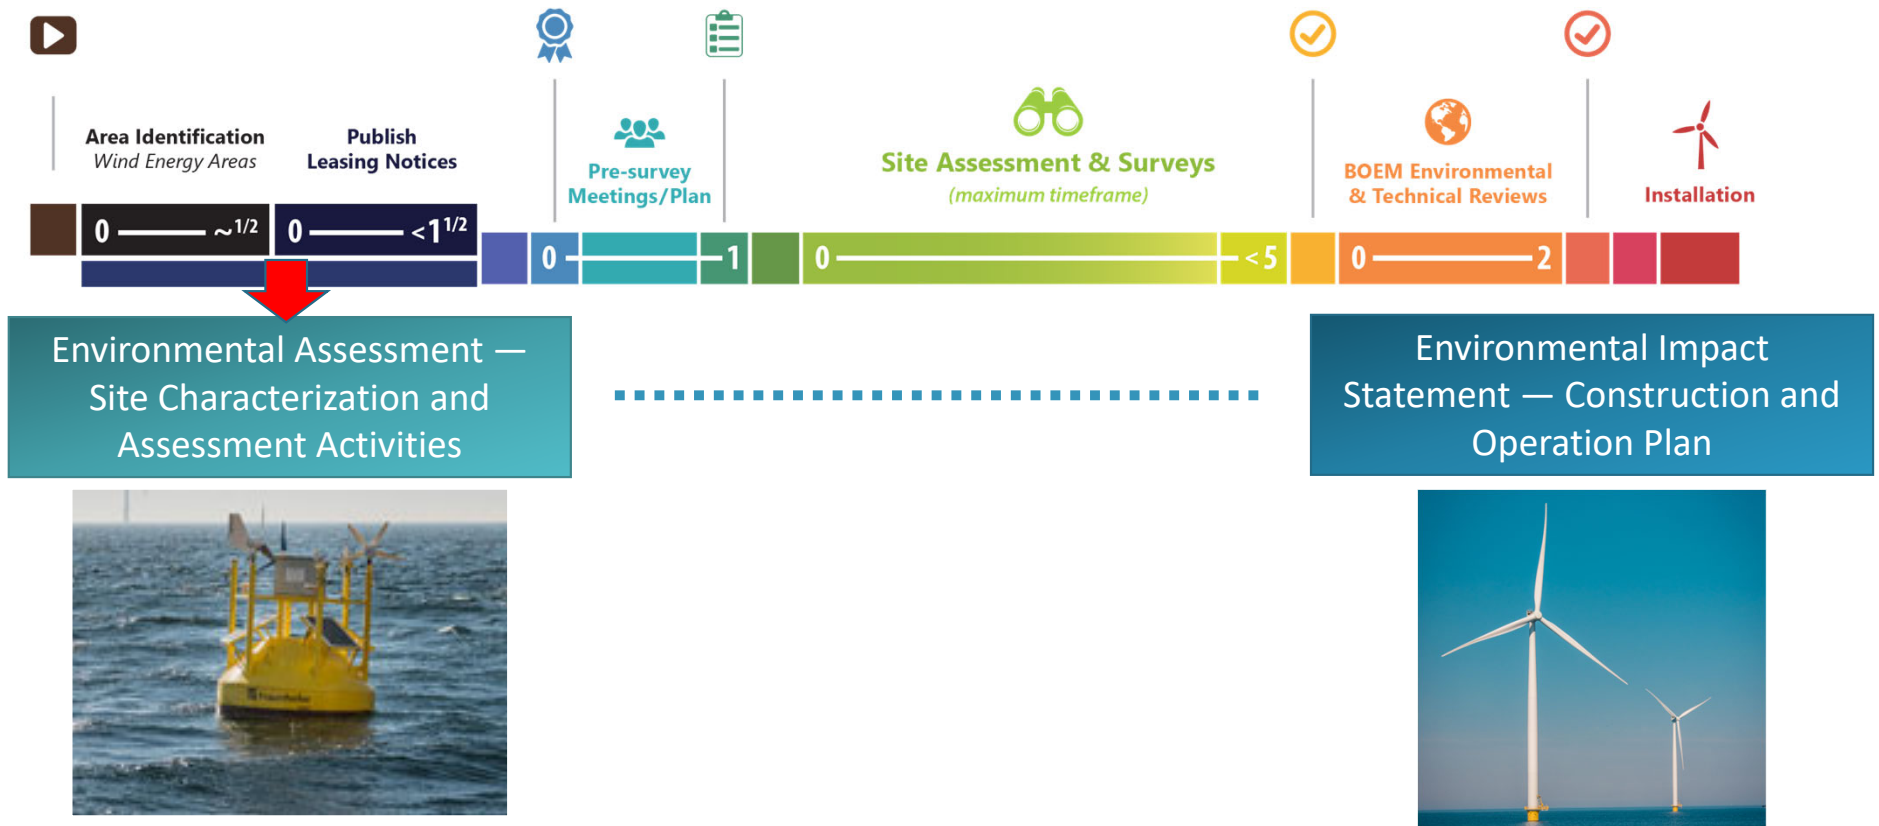 Area Identification
Wind Energy Areas
Publish
Leasing Notices
Pre-survey
Meetings/Plan
Site Assessment & Surveys
(maximum timeframe)
BOEM Environmental
& Technical Reviews
Installation
0 ~1/2
0 <1 1/2
0 1
0 <5
0 2
Environmental Assessment —
Site Characterization and
Assessment Activities
Environmental Impact
Statement — Construction and
Operation Plan
Fraunhofer